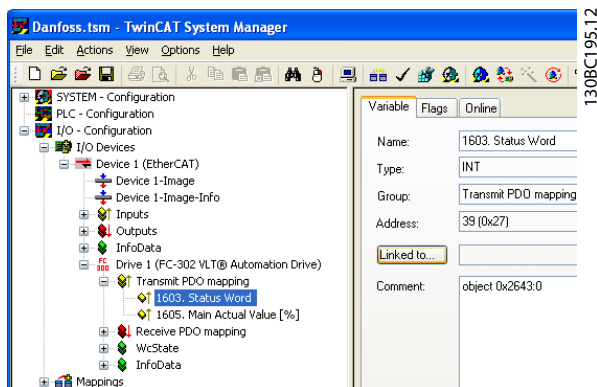 Danfoss.tsm - TwinCAT System Manager
File Edit Actions View Options Help
SYSTEM - Configuration
PLC - Configuration
I/O - Configuration
I/O Devices
Device 1 (EtherCAT)
Device 1-Image
Device 1-Image-Info
Inputs
Outputs
InfoData
FC 300 Drive 1 (FC-302 VLT® Automation Drive)
Transmit PDO mapping
1603. Status Word
1605. Main Actual Value [%]
Receive PDO mapping
WcState
InfoData
Mappings
Variable Flags Online
Name: 1603. Status Word
Type: INT
Group: Transmit PDO mapping
Address: 39 (0x27)
Linked to...
Comment: object 0x2643:0
130BC195.12